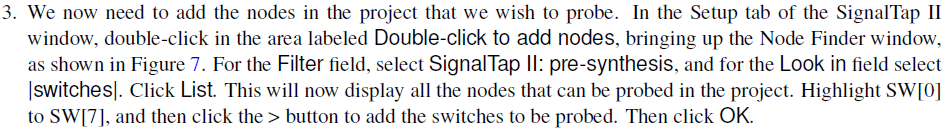 3. We now need to add the nodes in the project that we wish to probe. In the Setup tab of the SignalTap II
window, double-click in the area labeled Double-click to add nodes, bringing up the Node Finder window,
as shown in Figure 7. For the Filter field, select SignalTap II: pre-synthesis, and for the Look in field select
|switches|. Click List. This will now display all the nodes that can be probed in the project. Highlight SW[0]
to SW[7], and then click the > button to add the switches to be probed. Then click OK.